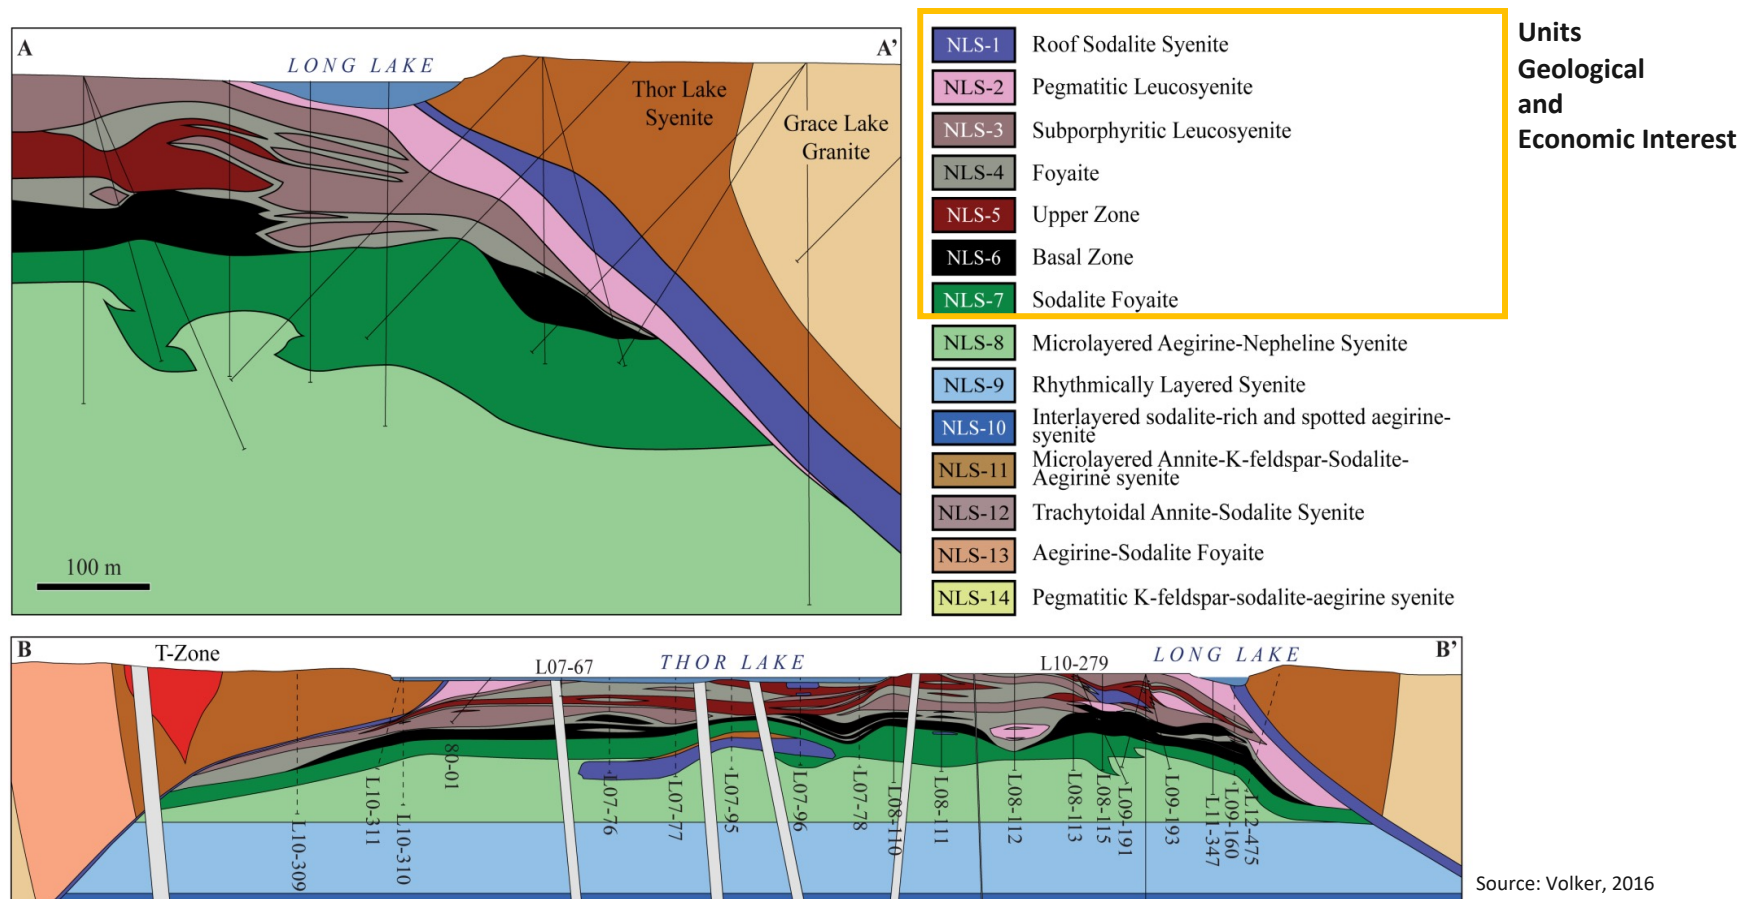 A
A'
LONG LAKE
Thor Lake
Syenite
Grace Lake
Granite
100 m
NLS-1 Roof Sodalite Syenite
NLS-2 Pegmatitic Leucosyenite
NLS-3 Subporphyritic Leucosyenite
NLS-4 Foyaite
NLS-5 Upper Zone
NLS-6 Basal Zone
NLS-7 Sodalite Foyaite
NLS-8 Microlayered Aegirine-Nepheline Syenite
NLS-9 Rhythmically Layered Syenite
NLS-10 Interlayered sodalite-rich and spotted aegirine-
syenite
NLS-11 Microlayered Annite-K-feldspar-Sodalite-
Aegirine syenite
NLS-12 Trachytoidal Annite-Sodalite Syenite
NLS-13 Aegirine-Sodalite Foyaite
NLS-14 Pegmatitic K-feldspar-sodalite-aegirine syenite
Units
Geological
and
Economic Interest
B
T-Zone
L07-67
THOR LAKE
L10-279
LONG LAKE
B'
L10-309
L10-311
L10-310
80-01
L07-76
L07-77
L07-95
L07-96
L07-78
L08-110
L08-111
L08-112
L08-113
L08-115
L09-191
L09-193
L11-347
L09-160
L12-475
Source: Volker, 2016